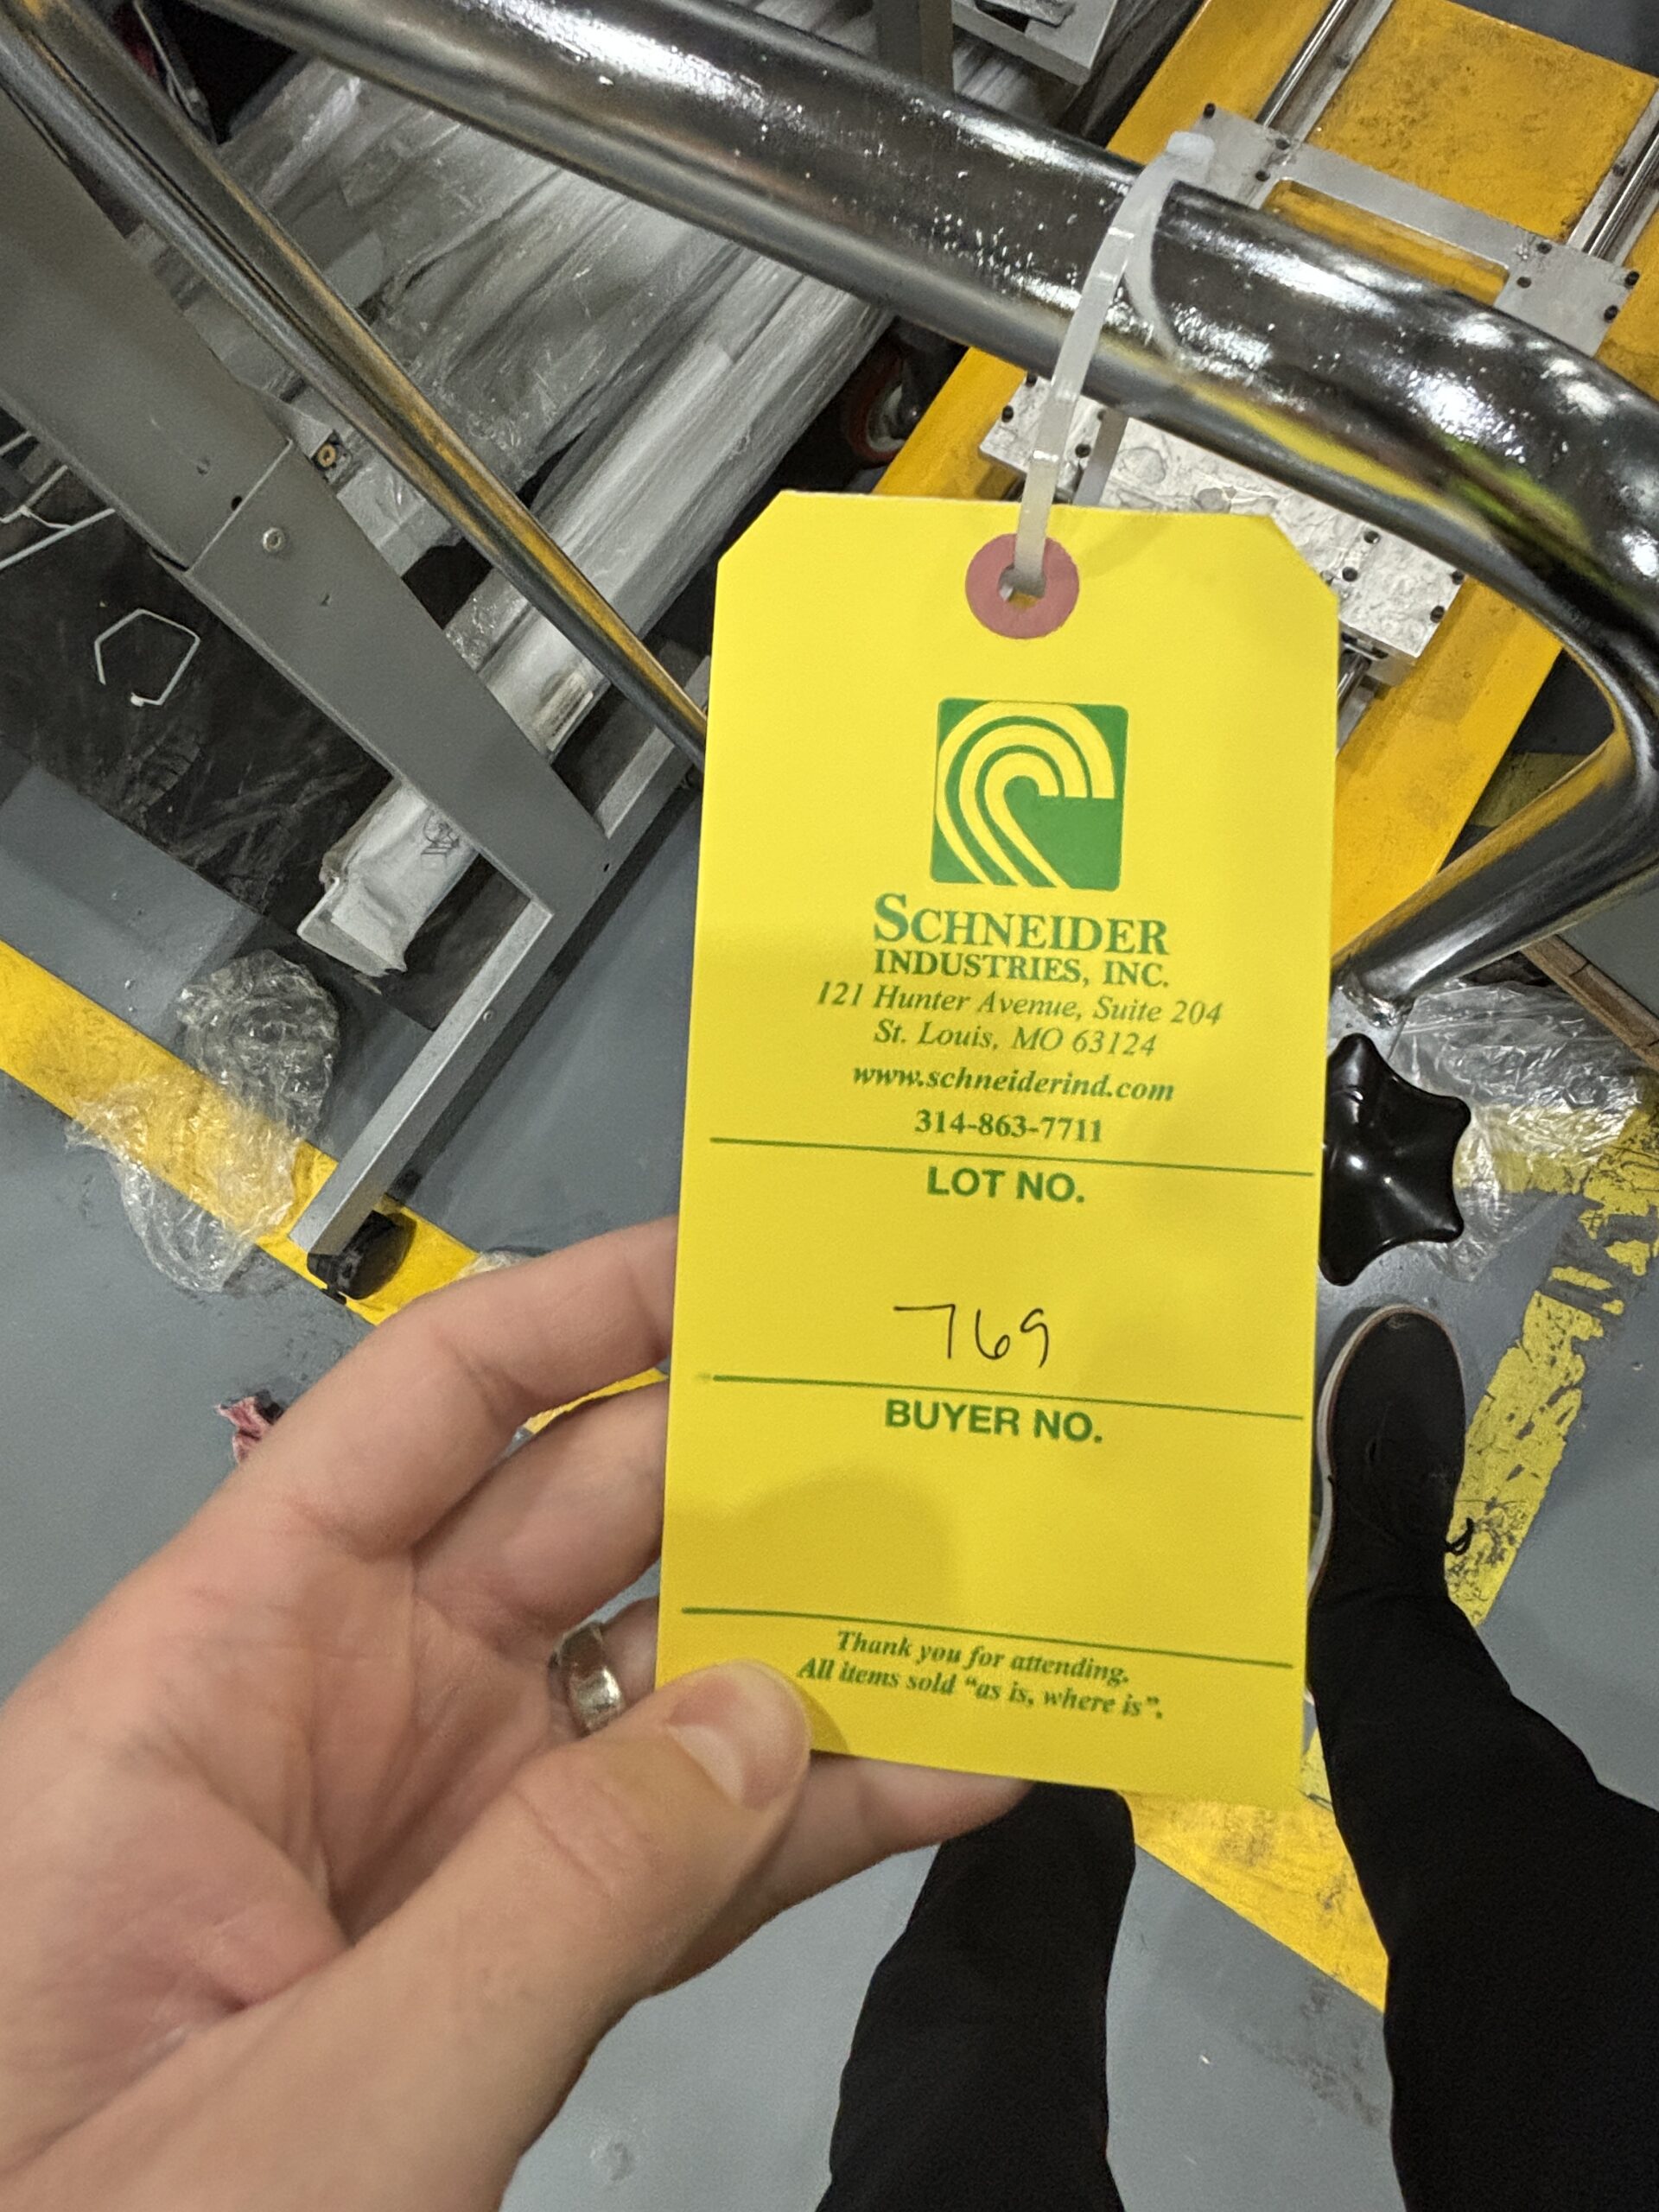 SCHNEIDER
INDUSTRIES, INC.
121 Hunter Avenue, Suite 204
St. Louis, MO 63124
www.schneiderind.com
314-863-7711
LOT NO.
769
BUYER NO.
Thank you for attending.
All items sold "as is, where is".